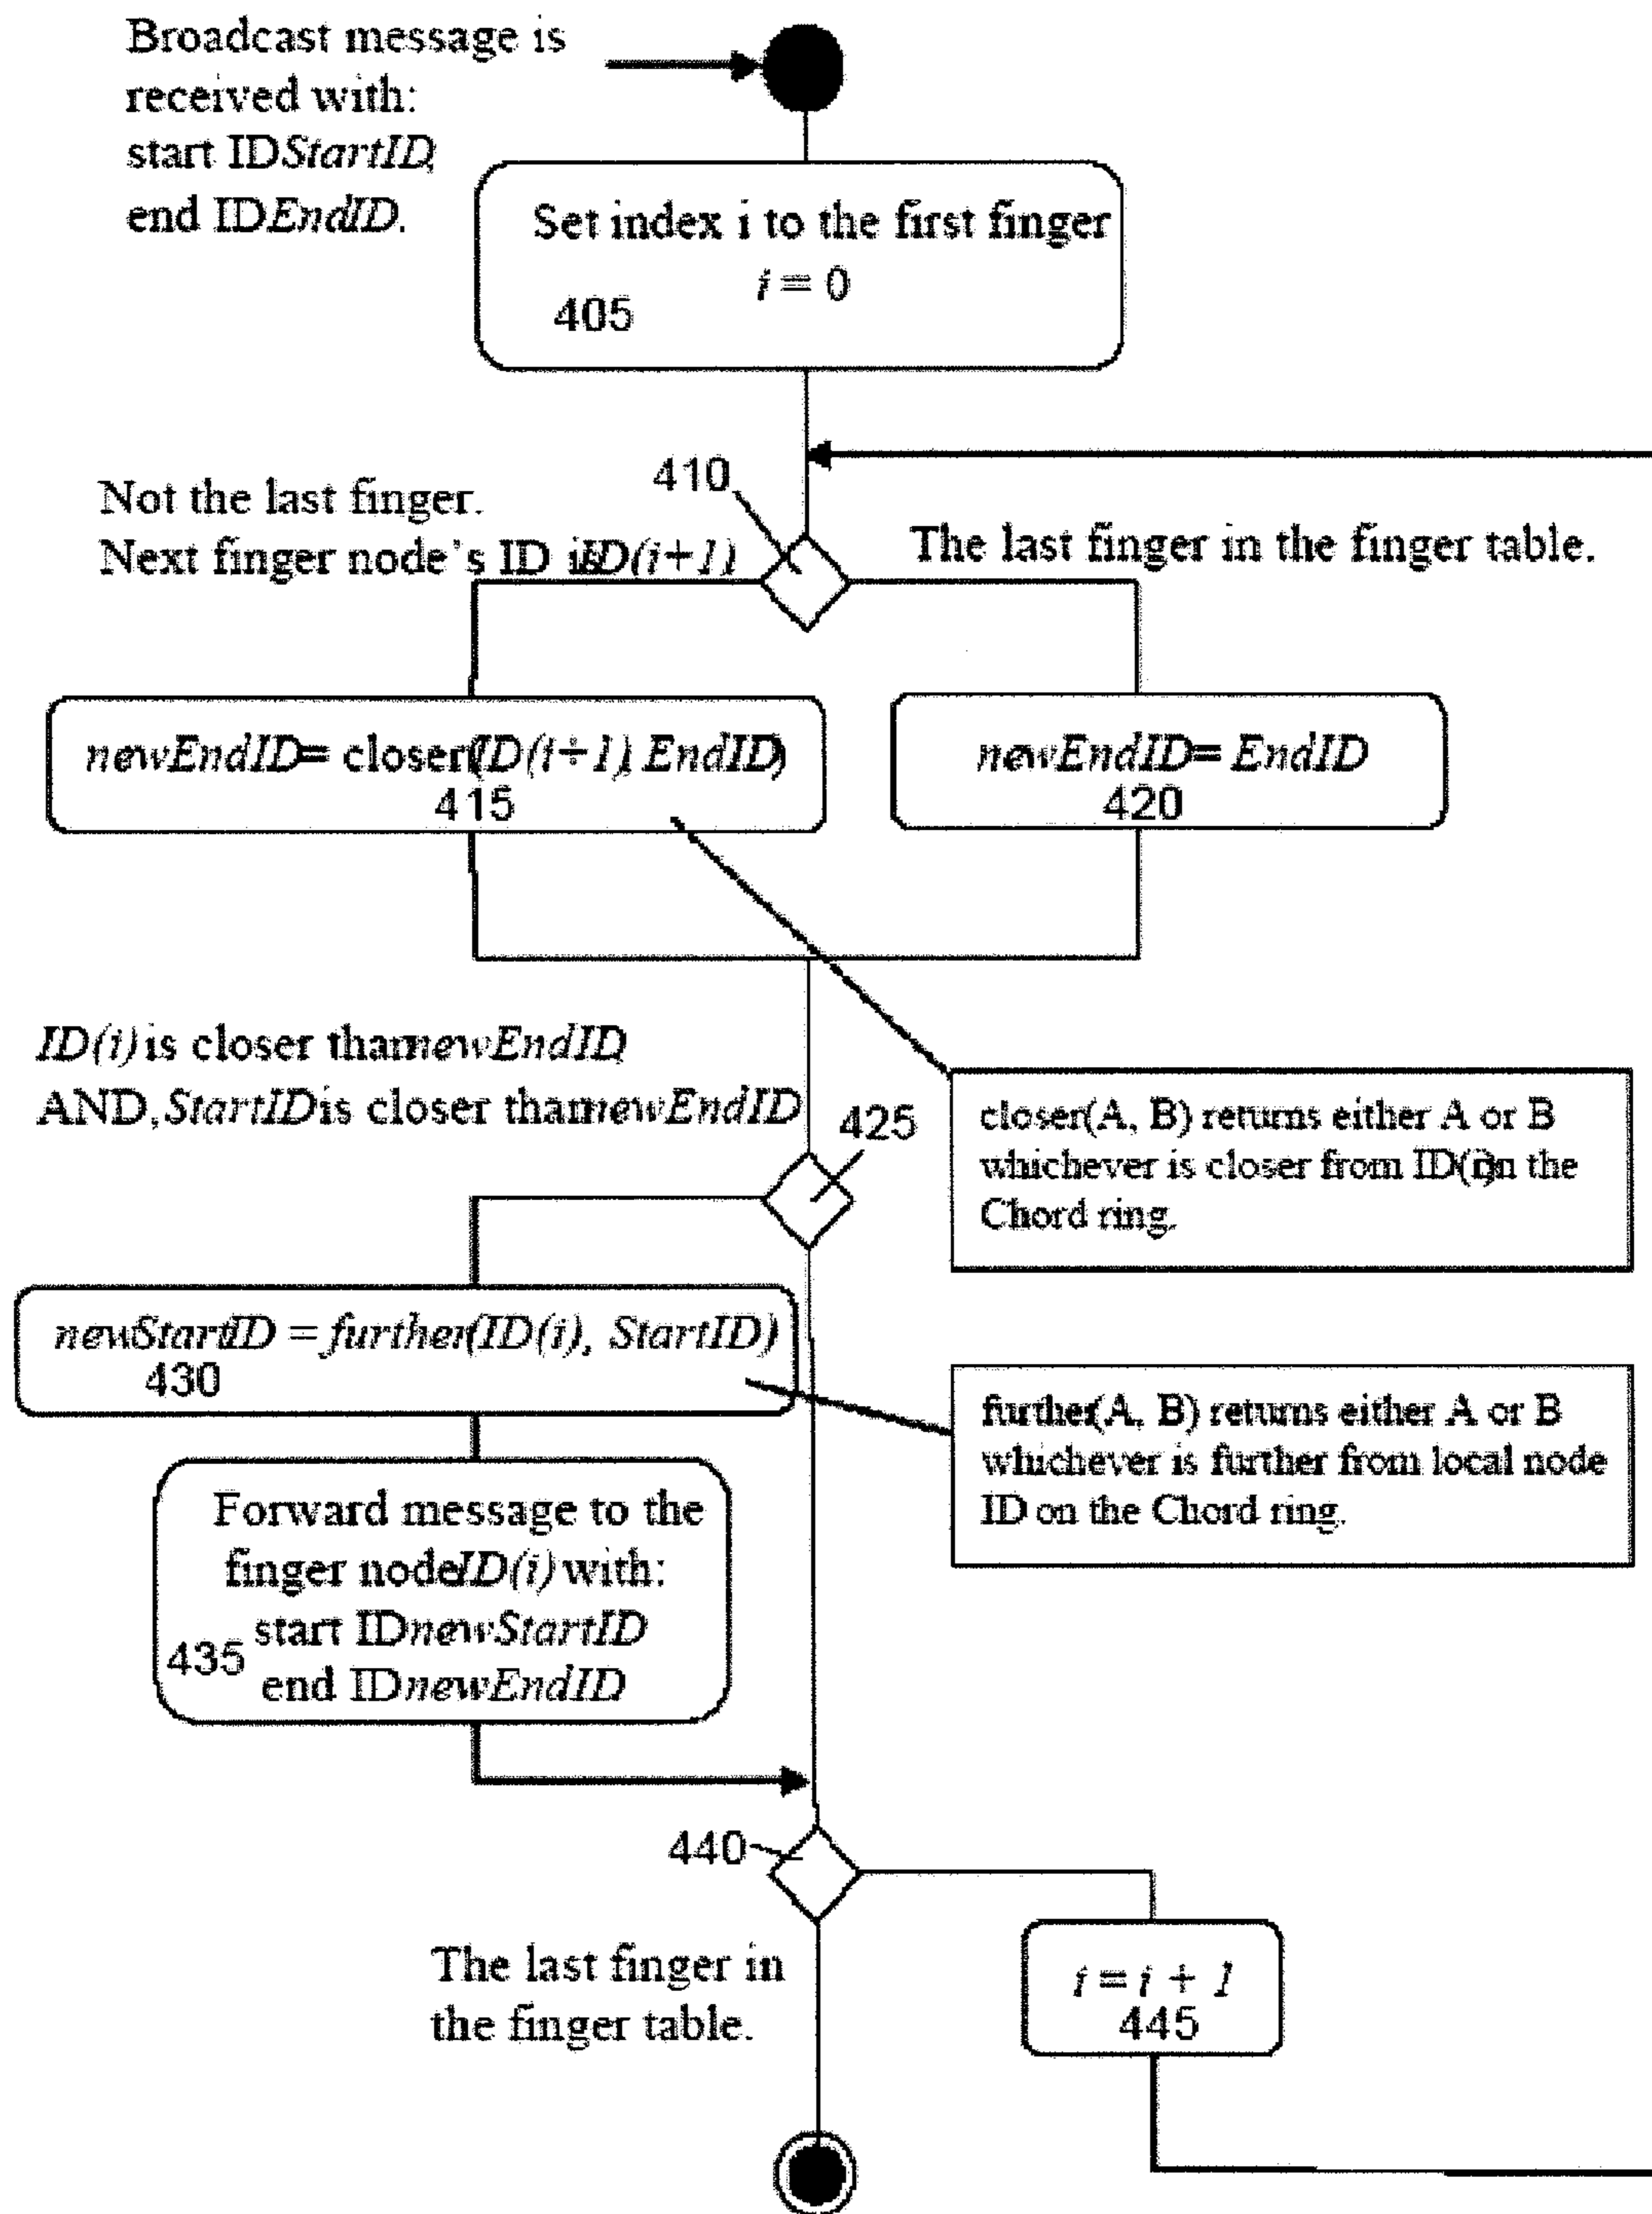 Broadcast message is
received with:
start ID StartID,
end ID EndID.
Set index i to the first finger
i = 0
405
410
Not the last finger.
Next finger node's ID is ID(i+1)
The last finger in the finger table.
newEndID = closer(ID(i+1), EndID)
415
newEndID = EndID
420
ID(i) is closer than newEndID,
AND, StartID is closer than newEndID
425
closer(A, B) returns either A or B
whichever is closer from ID(i) on the
Chord ring.
newStartID = further(ID(i), StartID)
430
further(A, B) returns either A or B
whichever is further from local node
ID on the Chord ring.
Forward message to the
finger node ID(i) with:
start ID newStartID
435
end ID newEndID
440
The last finger in
the finger table.
i = i + 1
445